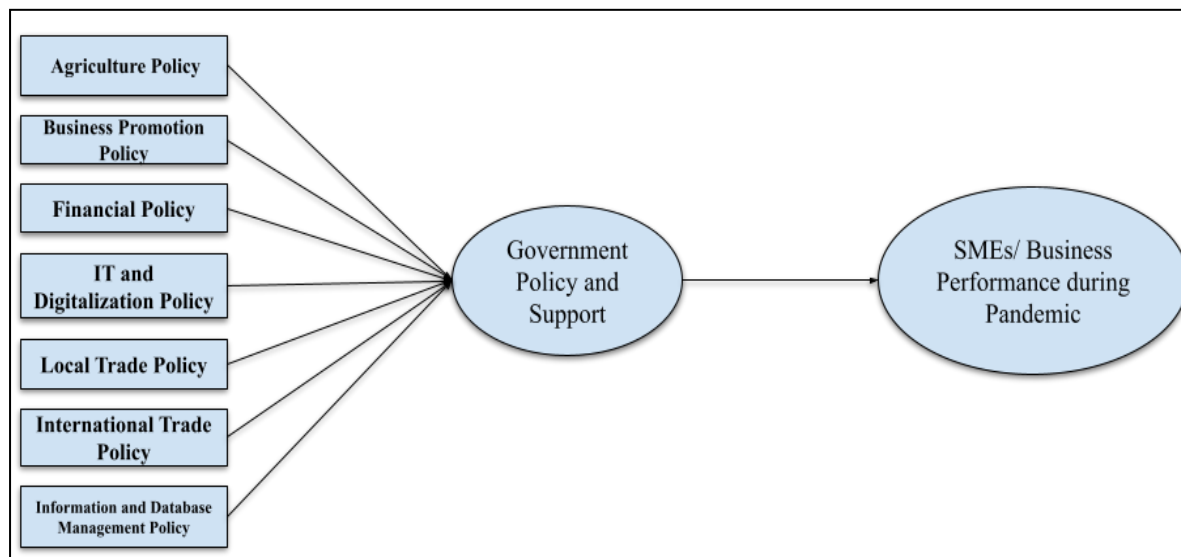 Agriculture Policy
Business Promotion
Policy
Financial Policy
IT and
Digitalization Policy
Local Trade Policy
International Trade
Policy
Information and Database
Management Policy
Government
Policy and
Support
SMEs/ Business
Performance during
Pandemic